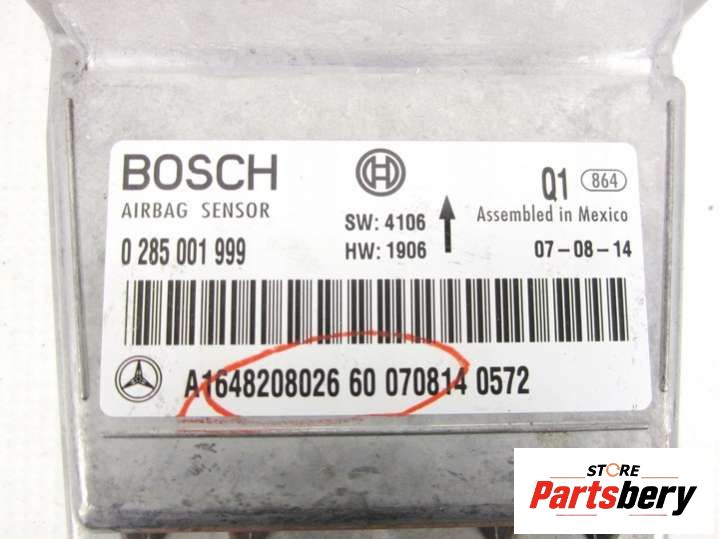 BOSCH
AIRBAG SENSOR
0 285 001 999
SW: 4106
HW: 1906
Q1 864
Assembled in Mexico
07-08-14
A1648208026 60 070814 0572
STORE
Partsbery